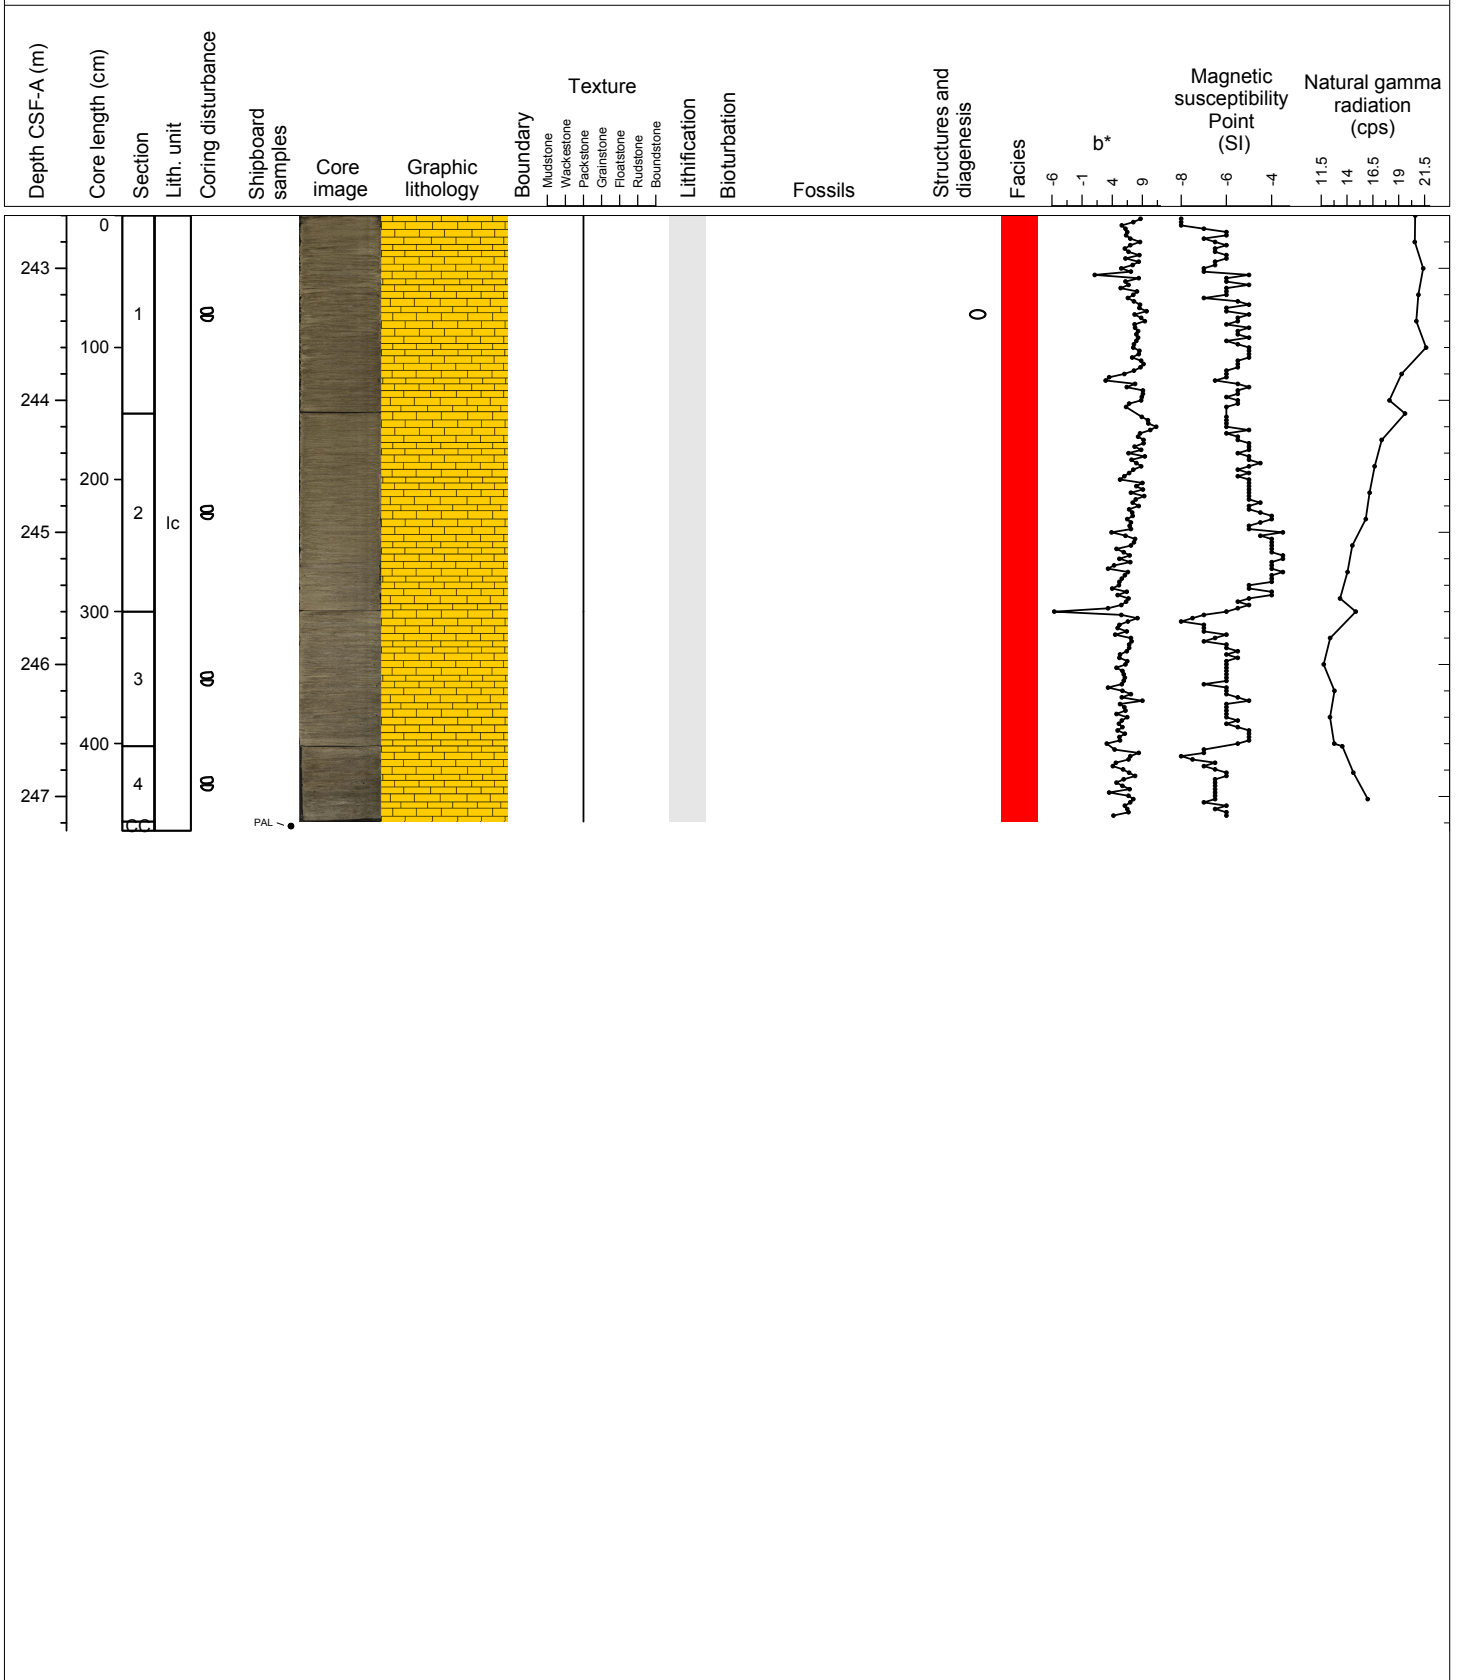 Depth CSF-A (m)
Core length (cm)
Section
Lith. unit
Coring disturbance
Shipboard
samples
Core
image
Graphic
lithology
Boundary
Texture
Mudstone
Wackestone
Packstone
Grainstone
Floatstone
Rudstone
Boundstone
Lithification
Bioturbation
Fossils
Structures and
diagenesis
Facies
b*
-6 -1 4 9
Magnetic
susceptibility
Point
(SI)
-8 -6 -4
Natural gamma
radiation
(cps)
11.5 14 16.5 19 21.5
0
243
1
100
244
200
2
Ic
245
300
246
3
400
4
247
CC
PAL